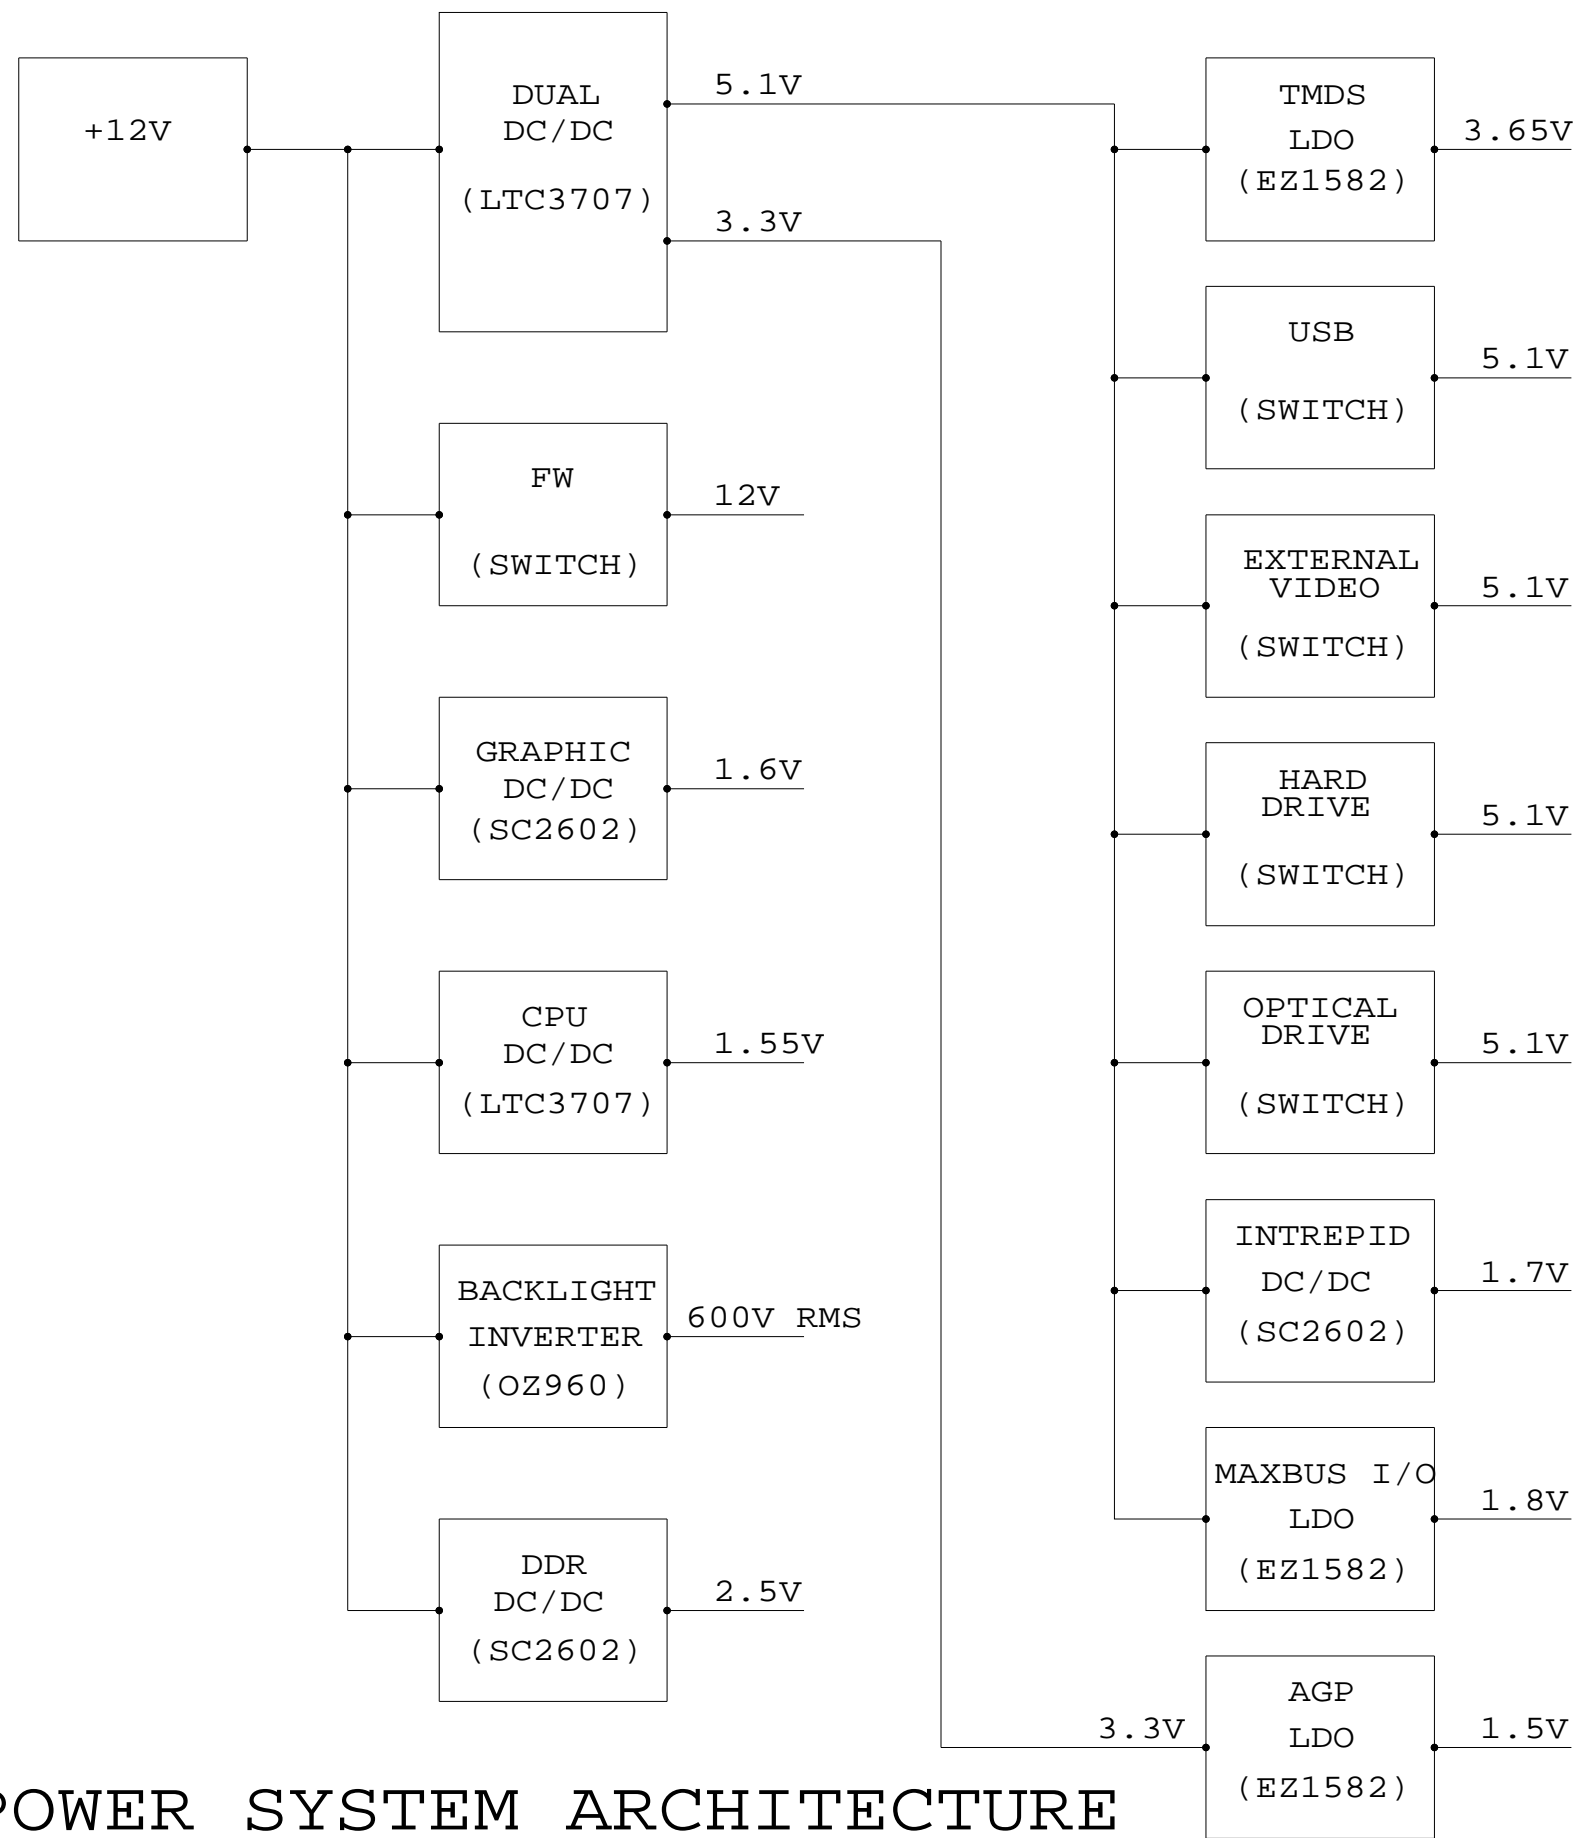 +12V
DUAL
DC/DC
(LTC3707)
5.1V
3.3V
FW
(SWITCH)
12V
GRAPHIC
DC/DC
(SC2602)
1.6V
CPU
DC/DC
(LTC3707)
1.55V
BACKLIGHT
INVERTER
(OZ960)
600V RMS
DDR
DC/DC
(SC2602)
2.5V
TMDS
LDO
(EZ1582)
3.65V
USB
(SWITCH)
5.1V
EXTERNAL
VIDEO
(SWITCH)
5.1V
HARD
DRIVE
(SWITCH)
5.1V
OPTICAL
DRIVE
(SWITCH)
5.1V
INTREPID
DC/DC
(SC2602)
1.7V
MAXBUS I/O
LDO
(EZ1582)
1.8V
3.3V
AGP
LDO
(EZ1582)
1.5V
POWER SYSTEM ARCHITECTURE